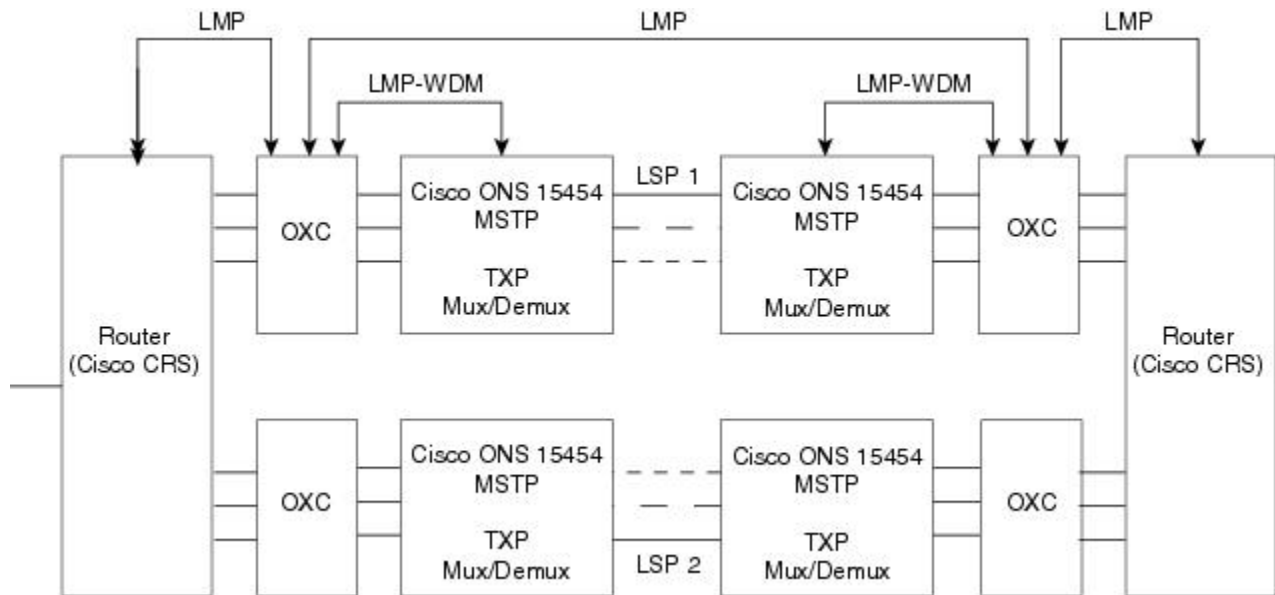 LMP
LMP
LMP
LMP-WDM
LMP-WDM
Router
(Cisco CRS)
OXC
Cisco ONS 15454
MSTP
TXP
Mux/Demux
LSP 1
Cisco ONS 15454
MSTP
TXP
Mux/Demux
OXC
Router
(Cisco CRS)
OXC
Cisco ONS 15454
MSTP
TXP
Mux/Demux
LSP 2
Cisco ONS 15454
MSTP
TXP
Mux/Demux
OXC